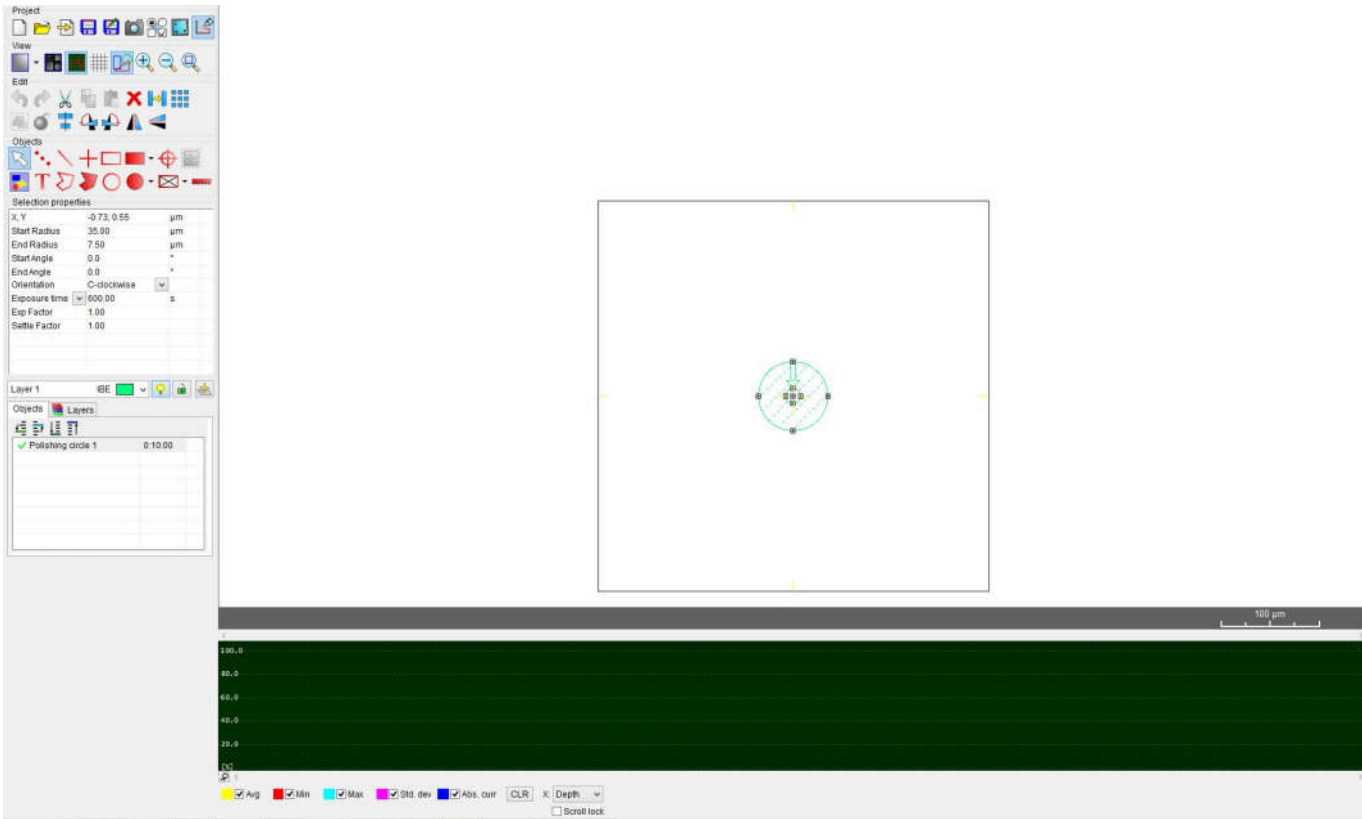 Project
View
Edit
Objects
Selection properties
X, Y -0.73; 0.55 µm
Start Radius 35.00 µm
End Radius 7.50 µm
Start Angle 0.0 °
End Angle 0.0 °
Orientation C-clockwise
Exposure time 600.00 s
Exp Factor 1.00
Settle Factor 1.00
Layer 1 IBE
Objects Layers
Polishing circle 1 0:10:00
100 µm
100.0
80.0
60.0
40.0
20.0
[%]
Avg Min Max Std. dev Abs. curr CLR X: Depth
Scroll lock